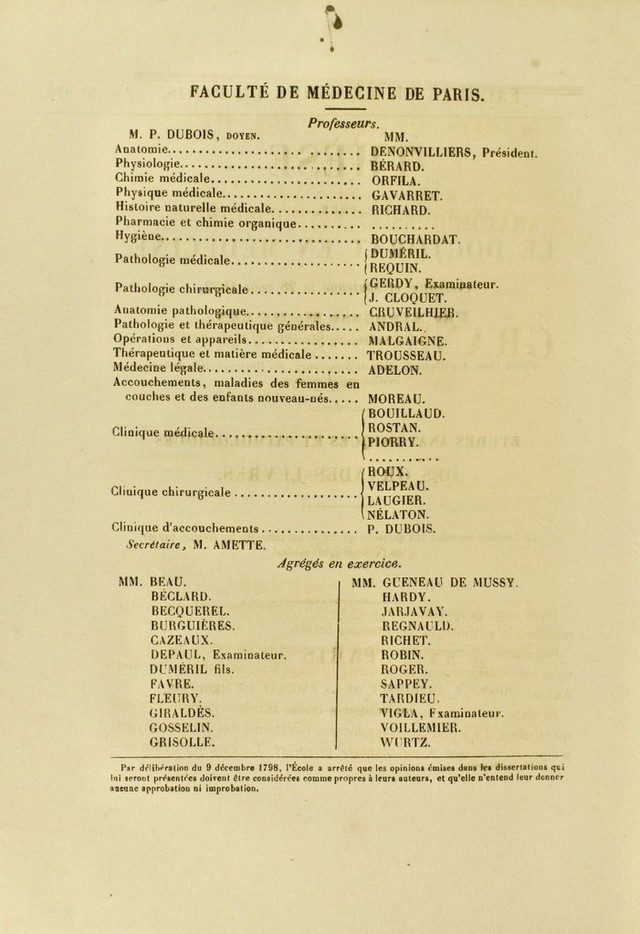 FACULTÉ DE MÉDECINE DE PARIS.
Professeurs.
M. P. DUBOIS, DOYEN. MM.
Anatomie.................... ........ DENONVILLIERS, Président.
Physiologie.................... ........ BÉRARD.
Chimie médicale...................... ORFILA.
Physique médicale..................... GAVARRET.
Histoire naturelle médicale............. RICHARD.
Pharmacie et chimie organique.......... ..........
Hygiène............................. BOUCHARDAT.
Pathologie médicale................... DUMÉRIL.
REQUIN.
Pathologie chirurgicale................ GERDY, Examinateur.
J. CLOQUET.
Anatomie pathologique................. CRUVEILHIER.
Pathologie et thérapeutique générales..... ANDRAL.
Opérations et appareils................ MALGAIGNE.
Thérapeutique et matière médicale ....... TROUSSEAU.
Médecine légale....................... ADELON.
Accouchements, maladies des femmes en
couches et des enfants nouveau-nés..... MOREAU.
Clinique médicale..................... BOUILLAUD.
ROSTAN.
PIORRY.
..........
Clinique chirurgicale .................. ROUX.
VELPEAU.
LAUGIER.
NÉLATON.
Clinique d'accouchements .............. P. DUBOIS.
Secrétaire, M. AMETTE.
Agrégés en exercice.
MM. BEAU.
BÉCLARD.
BECQUEREL.
BURGUIÈRES.
CAZEAUX.
DEPAUL, Examinateur.
DUMÉRIL fils.
FAVRE.
FLEURY.
GIRALDÈS.
GOSSELIN.
GRISOLLE.
MM. GUENEAU DE MUSSY.
HARDY.
JARJAVAY.
REGNAULD.
RICHET.
ROBIN.
ROGER.
SAPPEY.
TARDIEU.
VIGLA, Examinateur.
VOILLEMIER.
WURTZ.
Par délibération du 9 décembre 1798, l'École a arrêté que les opinions émises dans les dissertations qui
lui seront présentées doivent être considérées comme propres à leurs auteurs, et qu'elle n'entend leur donner
aucune approbation ni improbation.